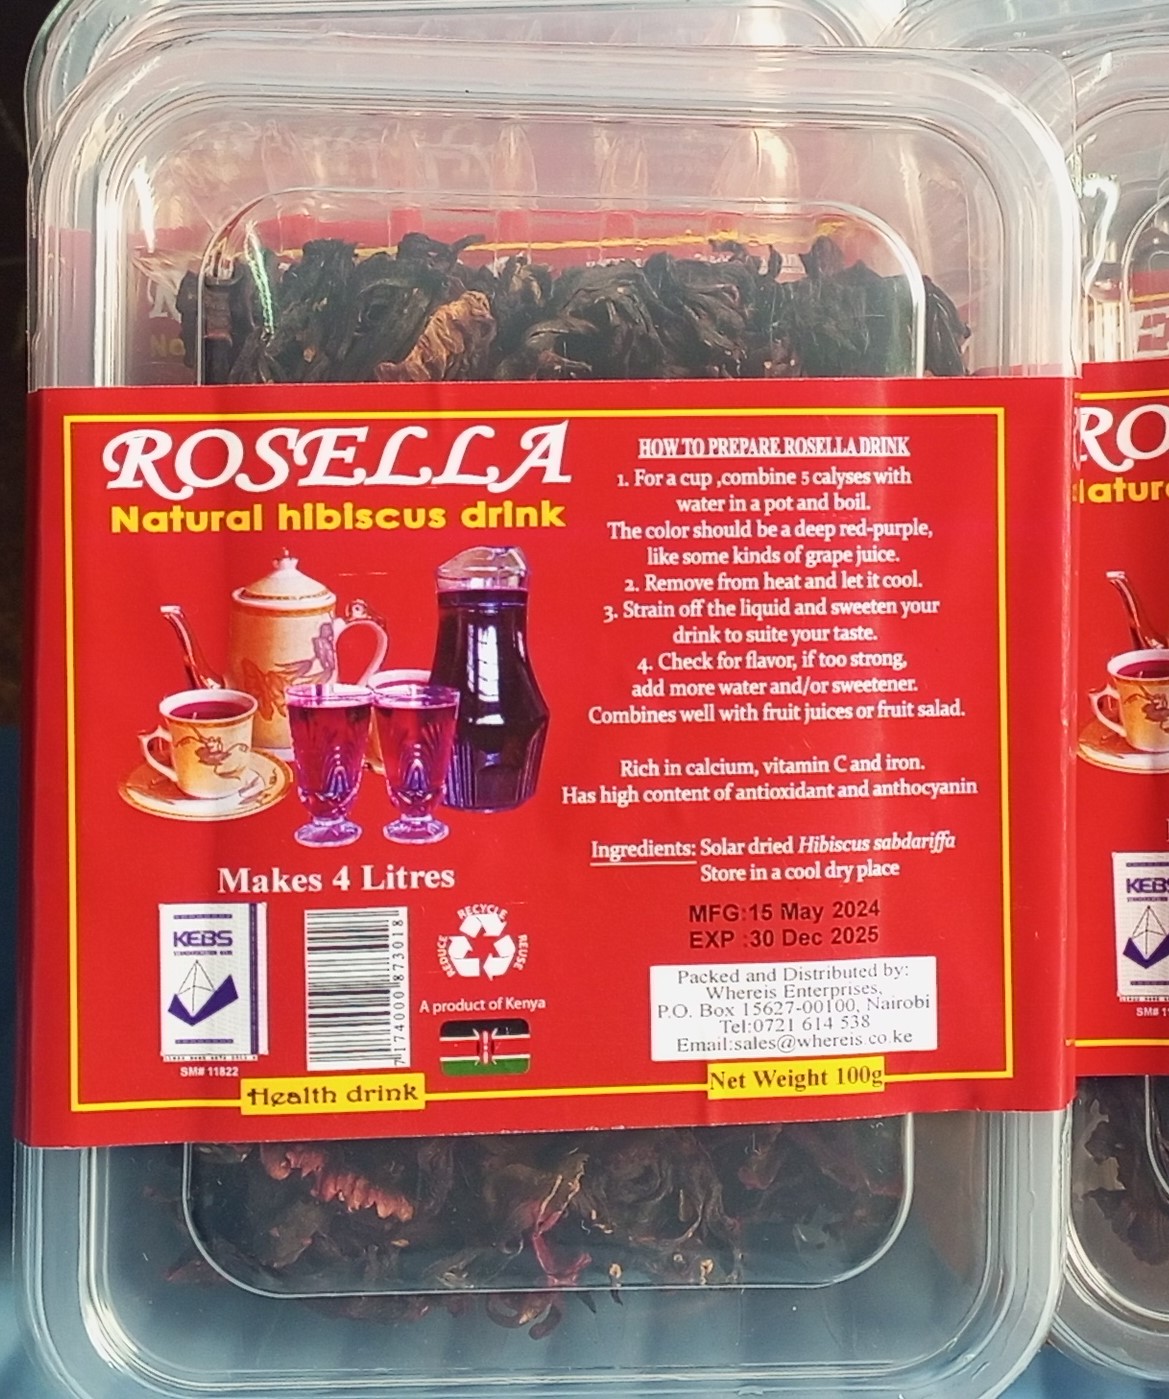 ROSELLA
Natural hibiscus drink
Makes 4 Litres
KEBS
STANDARDIZATION MARK
SM# 11822
7174000873018
RECYCLE
REDUCE
REUSE
A product of Kenya
Health drink
HOW TO PREPARE ROSELLA DRINK
1. For a cup ,combine 5 calyses with
water in a pot and boil.
The color should be a deep red-purple,
like some kinds of grape juice.
2. Remove from heat and let it cool.
3. Strain off the liquid and sweeten your
drink to suite your taste.
4. Check for flavor, if too strong,
add more water and/or sweetener.
Combines well with fruit juices or fruit salad.
Rich in calcium, vitamin C and iron.
Has high content of antioxidant and anthocyanin
Ingredients: Solar dried Hibiscus sabdariffa
Store in a cool dry place
MFG:15 May 2024
EXP :30 Dec 2025
Packed and Distributed by:
Whereis Enterprises,
P.O. Box 15627-00100, Nairobi
Tel:0721 614 538
Email:sales@whereis.co.ke
Net Weight 100g
RO
Natur
KEBS
SM# 1